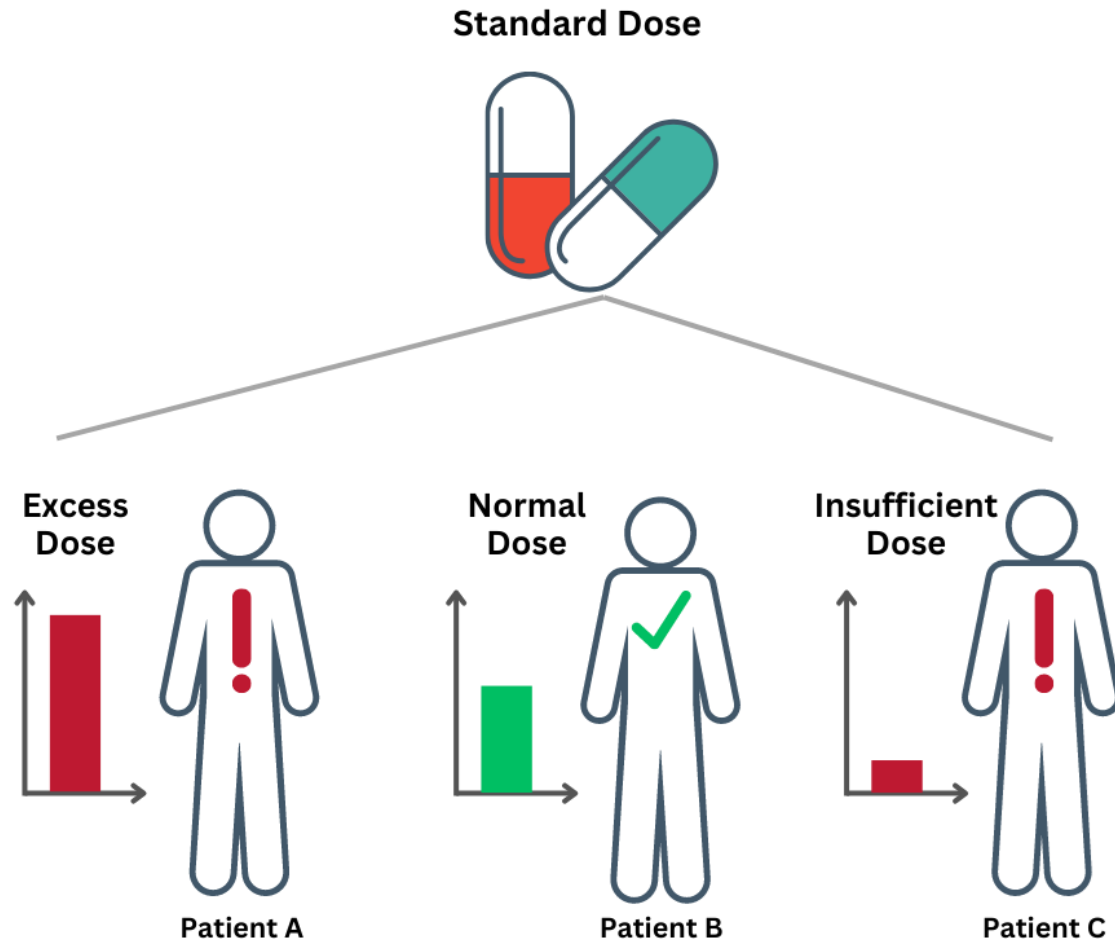 Standard Dose
Excess
Dose
Normal
Dose
Insufficient
Dose
Patient A
Patient B
Patient C